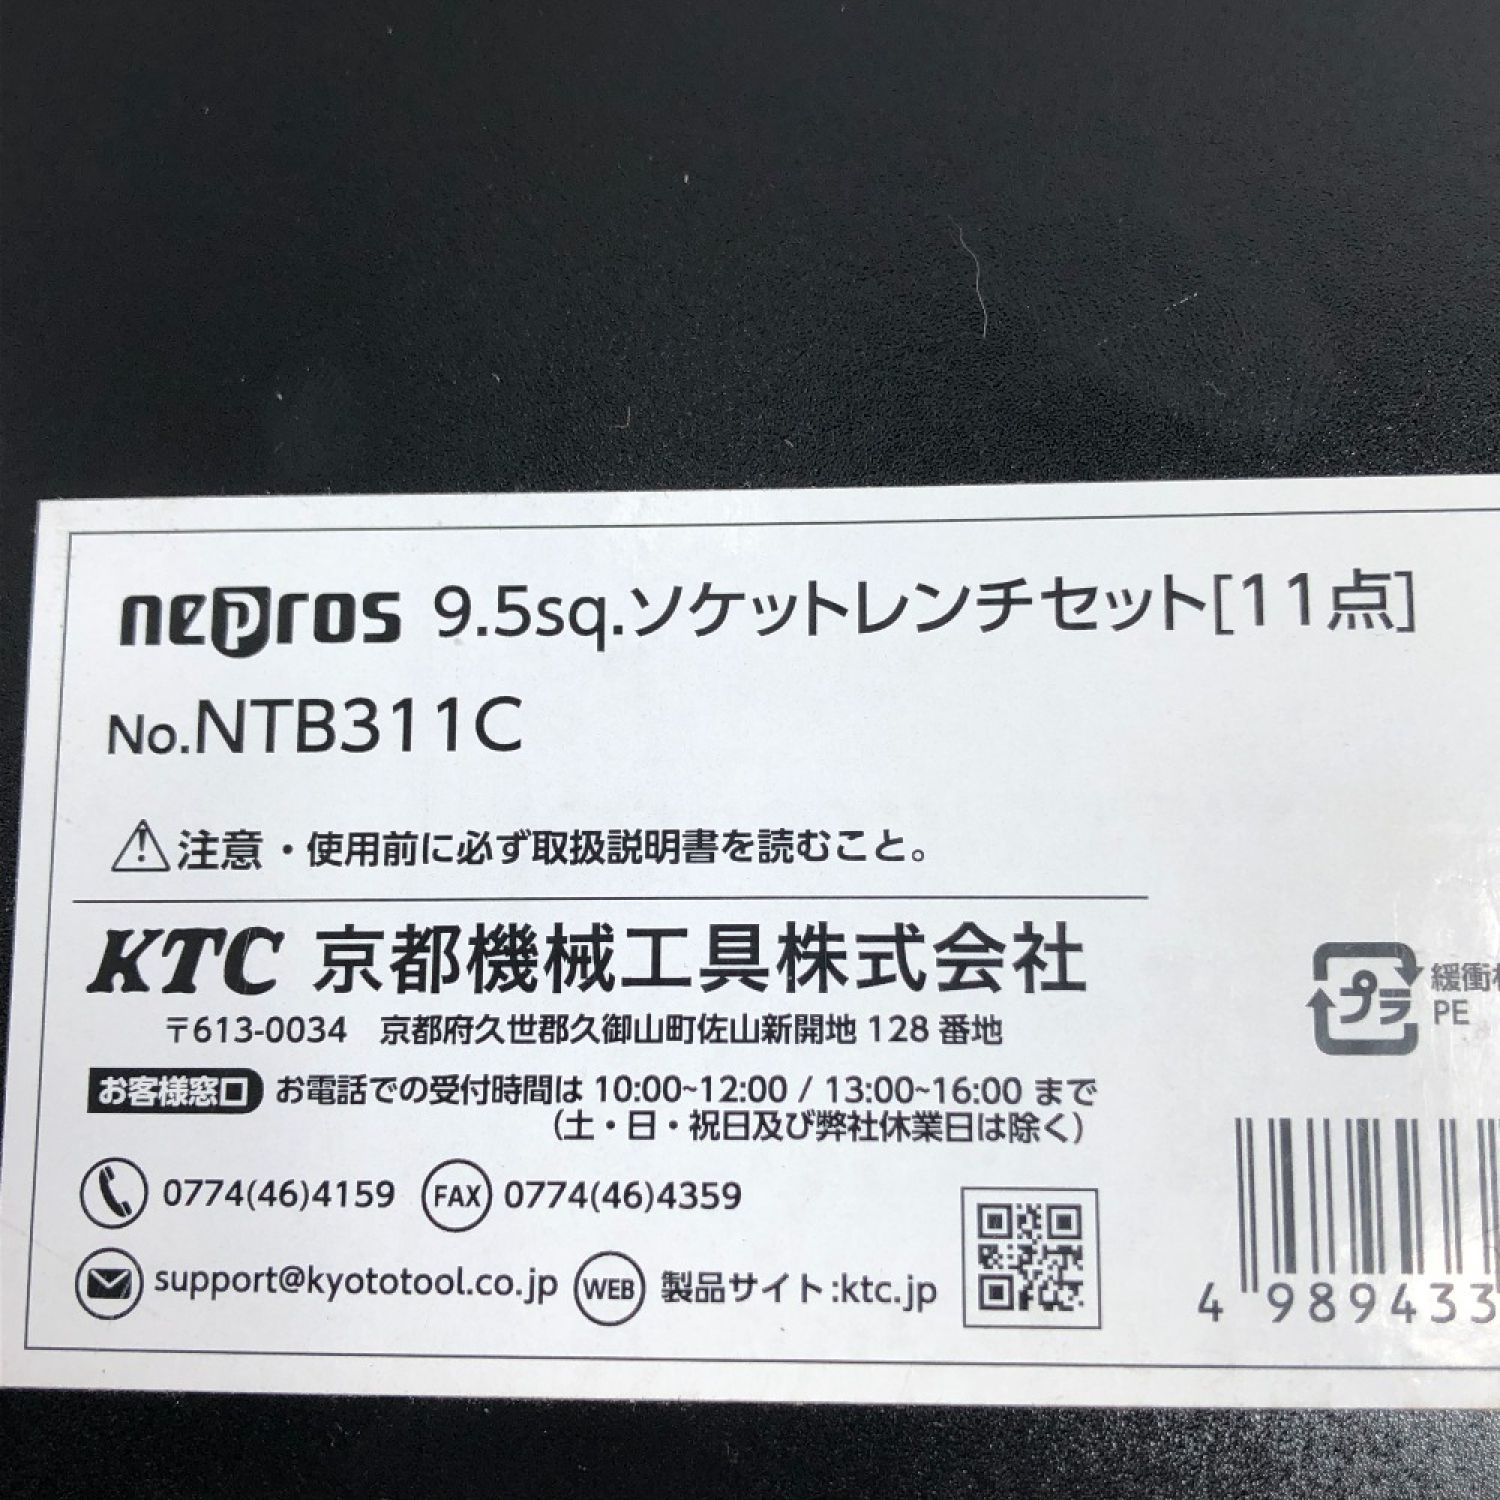 nepros 9.5sq.ソケットレンチセット[11点]
No.NTB311C
注意・使用前に必ず取扱説明書を読むこと。
KTC 京都機械工具株式会社
〒613-0034 京都府久世郡久御山町佐山新開地 128 番地
お客様窓口 お電話での受付時間は 10:00~12:00 / 13:00~16:00 まで
(土・日・祝日及び弊社休業日は除く)
0774(46)4159 FAX 0774(46)4359
support@kyototool.co.jp WEB 製品サイト:ktc.jp
プラ 緩衝
PE
4 989433